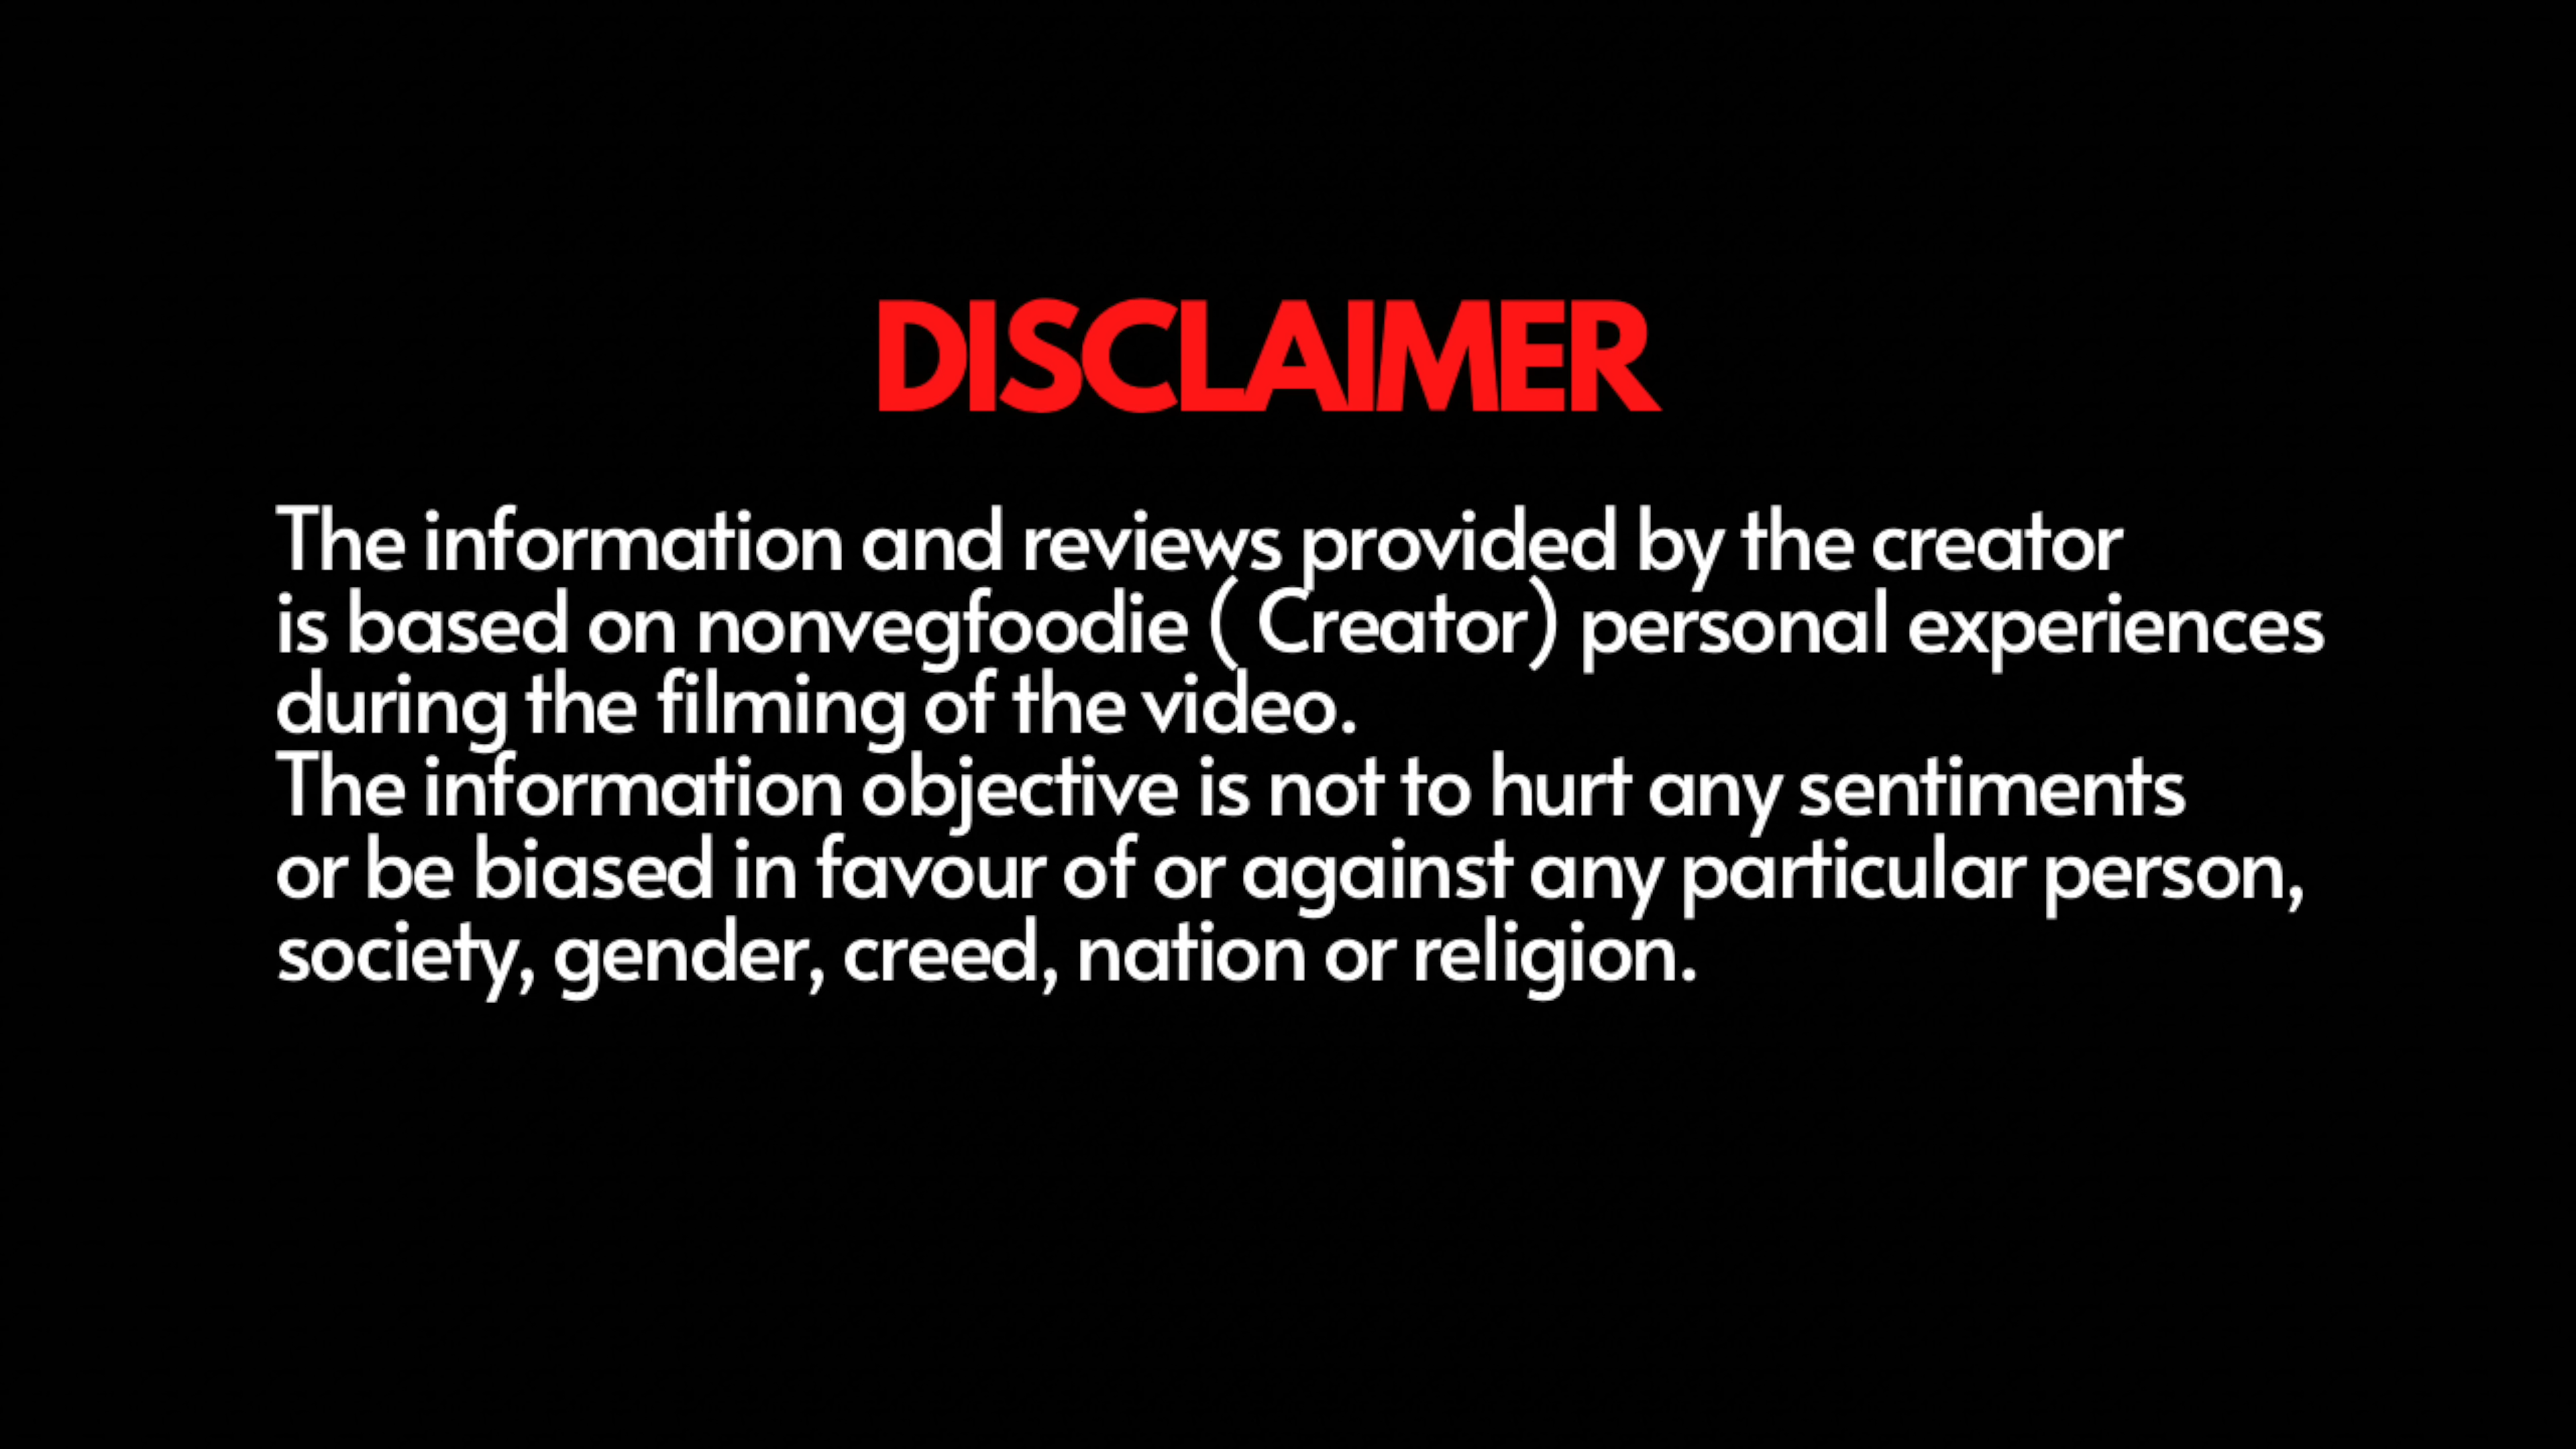 DISCLAIMER
The information and reviews provided by the creator
is based on nonvegfoodie ( Creator) personal experiences
during the filming of the video.
The information objective is not to hurt any sentiments
or be biased in favour of or against any particular person,
society, gender, creed, nation or religion.